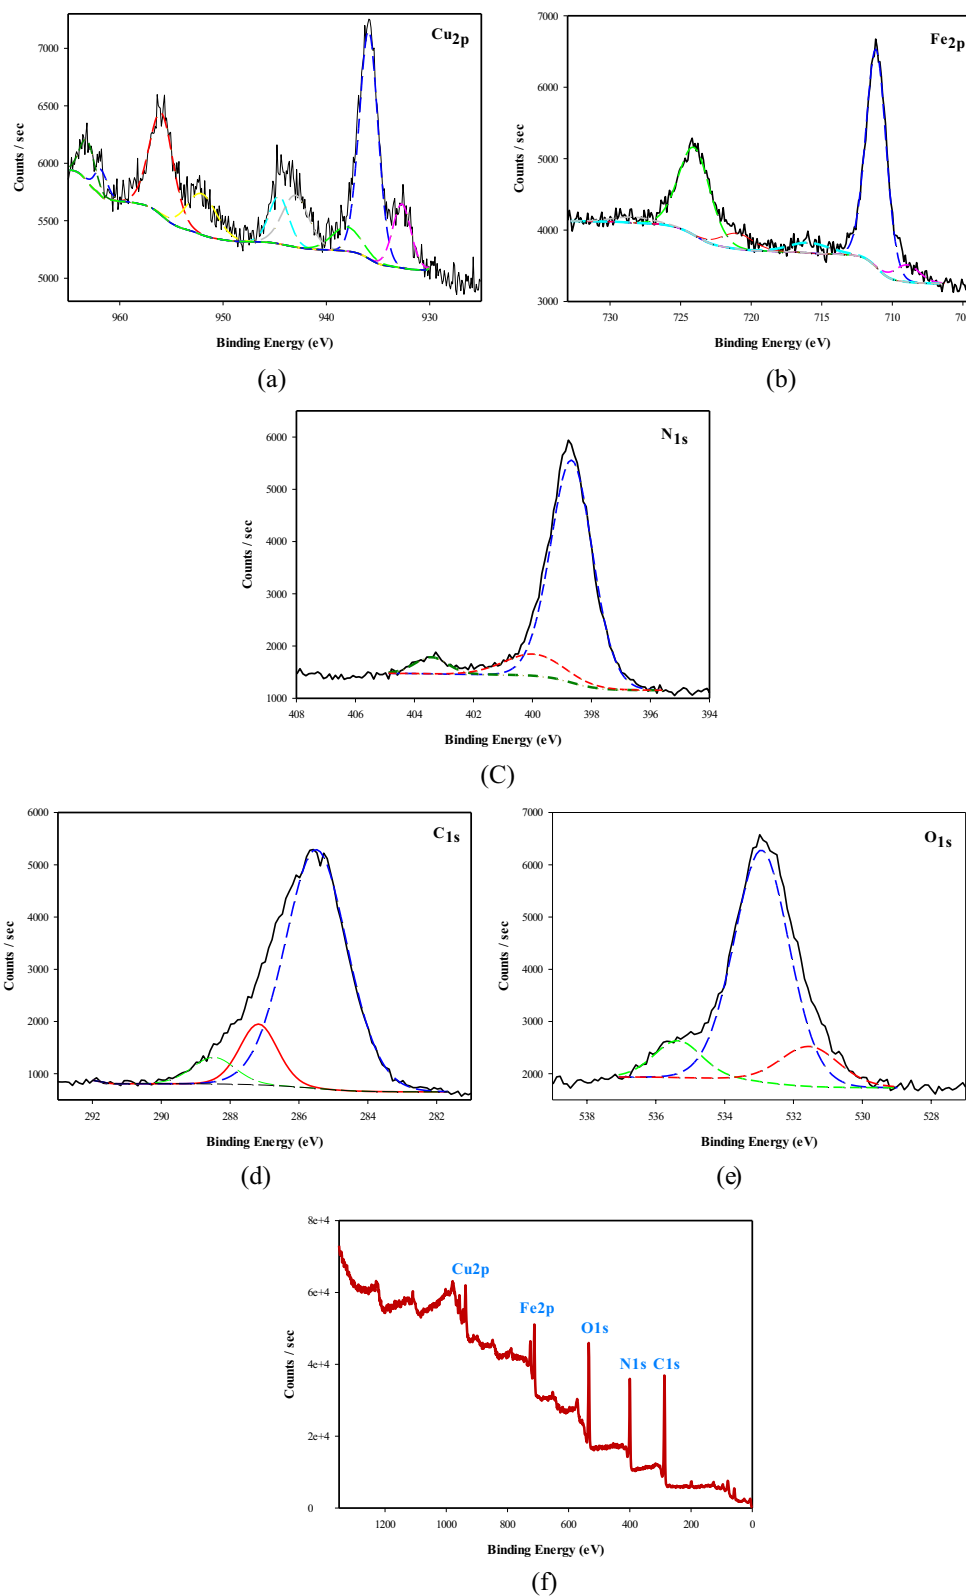 Cu2p
Counts / sec
7000
6500
6000
5500
5000
960
950
940
930
Binding Energy (eV)
(a)
Fe2p
Counts / sec
7000
6000
5000
4000
3000
730
725
720
715
710
Binding Energy (eV)
(b)
N1s
Counts / sec
6000
5000
4000
3000
2000
1000
408
406
404
402
400
398
396
394
Binding Energy (eV)
(C)
C1s
Counts / sec
6000
5000
4000
3000
2000
1000
292
290
288
286
284
282
Binding Energy (eV)
(d)
O1s
Counts / sec
7000
6000
5000
4000
3000
2000
538
536
534
532
530
528
Binding Energy (eV)
(e)
Counts / sec
8e+4
6e+4
4e+4
2e+4
0
Cu2p
Fe2p
O1s
N1s C1s
1200
1000
800
600
400
200
0
Binding Energy (eV)
(f)